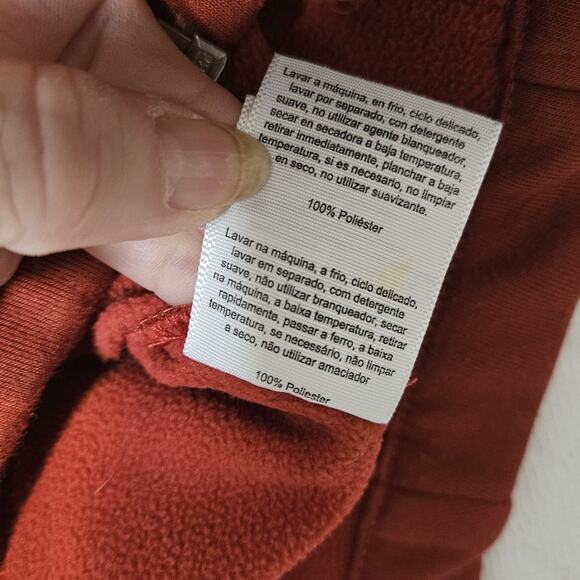 Lavar a máquina, en frio, ciclo delicado,
lavar por separado, con detergente
suave, no utilizar agente blanqueador,
secar en secadora a baja temperatura,
retirar inmediatamente, planchar a baja
temperatura, si es necesario, no limpiar
en seco, no utilizar suavizante.
100% Poliéster
Lavar na máquina, a frio, ciclo delicado,
lavar em separado, com detergente
suave, não utilizar branqueador, secar
na máquina, a baixa temperatura, retirar
rapidamente, passar a ferro, a baixa
temperatura, se necessário, não limpar
a seco, não utilizar amaciador
100% Poliester